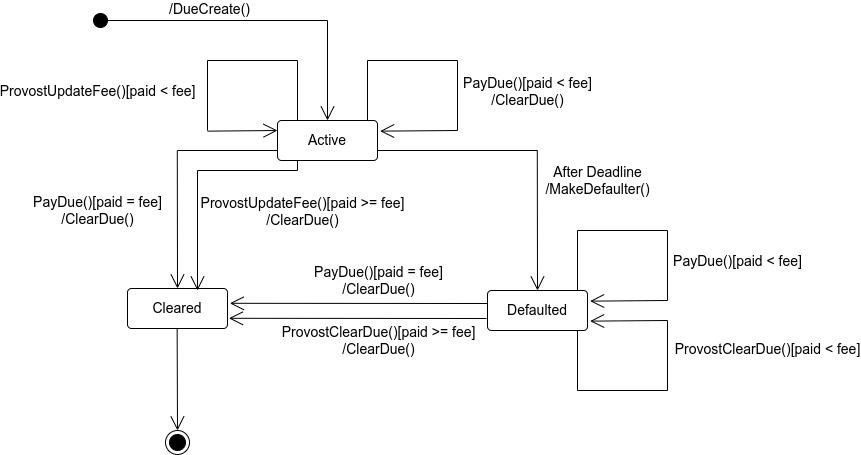 /DueCreate()
ProvostUpdateFee()[paid < fee]
PayDue()[paid < fee]
/ClearDue()
Active
PayDue()[paid = fee]
/ClearDue()
ProvostUpdateFee()[paid >= fee]
/ClearDue()
After Deadline
/MakeDefaulter()
PayDue()[paid < fee]
PayDue()[paid = fee]
/ClearDue()
Cleared
Defaulted
ProvostClearDue()[paid >= fee]
/ClearDue()
ProvostClearDue()[paid < fee]